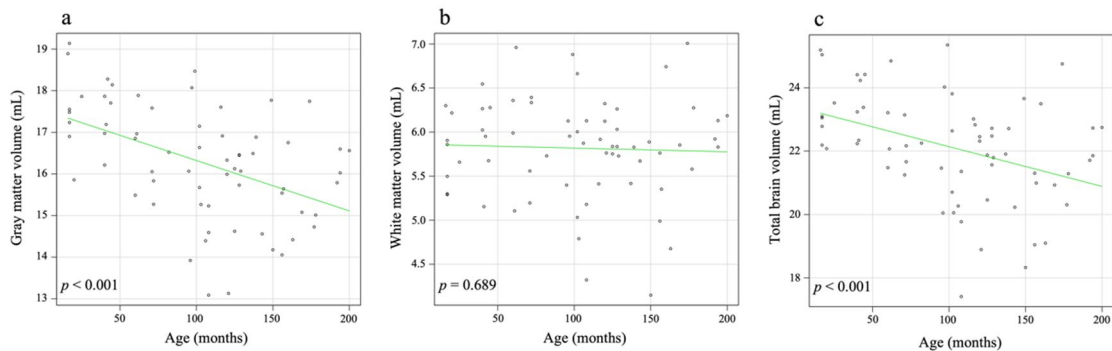 a
Gray matter volume (mL)
19
18
17
16
15
14
13
p < 0.001
50
100
150
200
Age (months)
b
White matter volume (mL)
7.0
6.5
6.0
5.5
5.0
4.5
p = 0.689
50
100
150
200
Age (months)
c
Total brain volume (mL)
24
22
20
18
p < 0.001
50
100
150
200
Age (months)